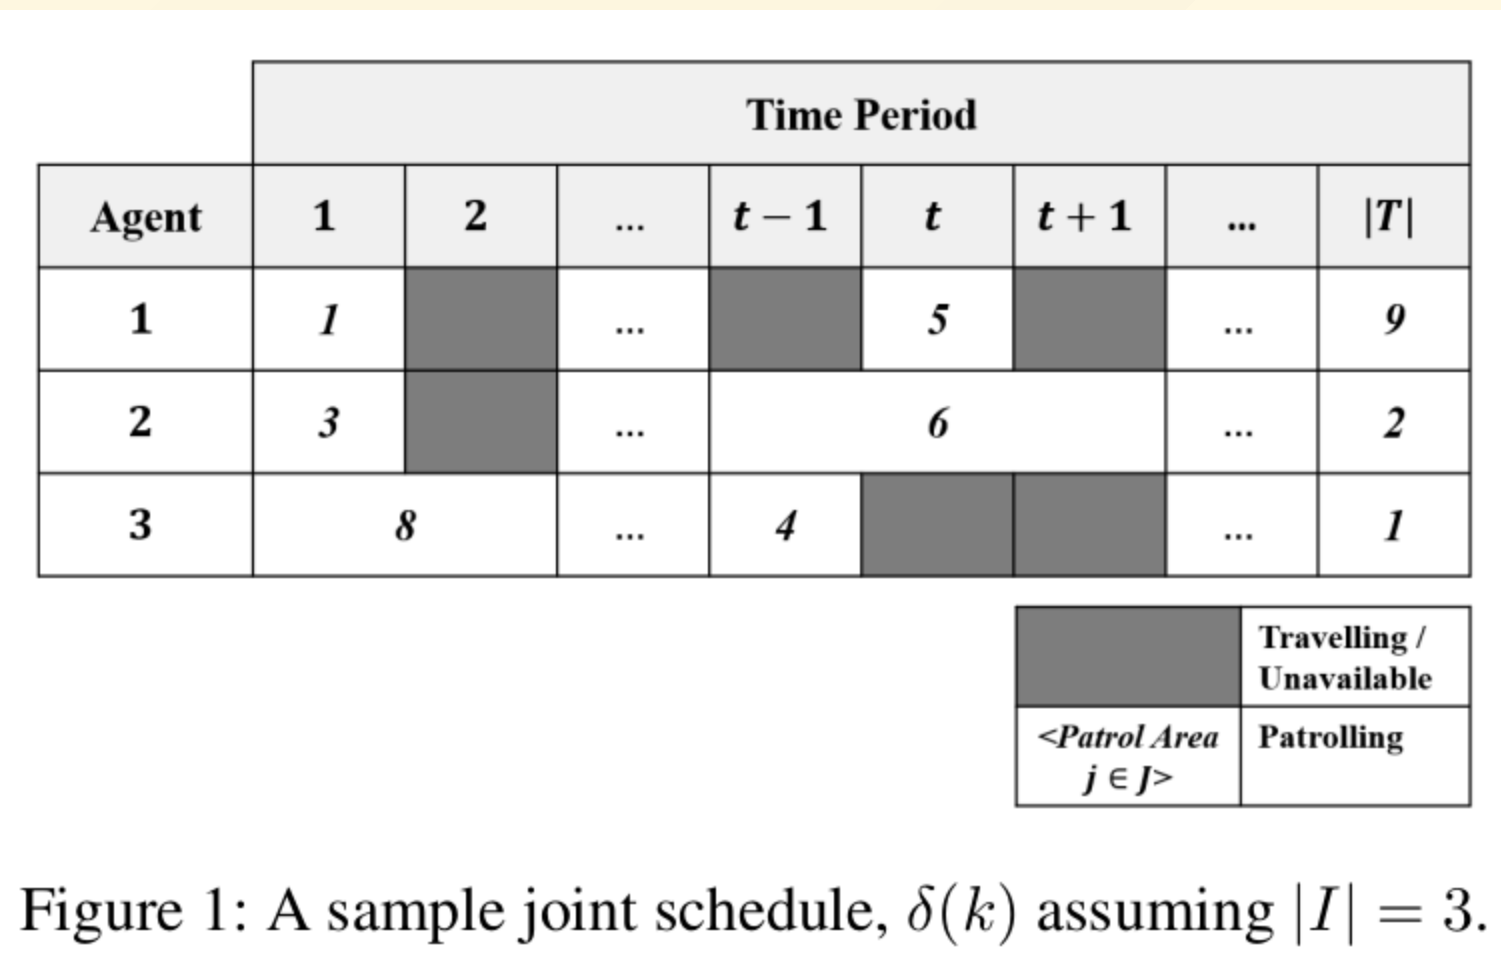 Time Period
Agent 1 2 ... t − 1 t t + 1 ... |T|
1 1 ... 5 ... 9
2 3 ... 6 ... 2
3 8 ... 4 ... 1
Travelling /
Unavailable
<Patrol Area
j ∈ J>
Patrolling
Figure 1: A sample joint schedule, δ(k) assuming |I| = 3.